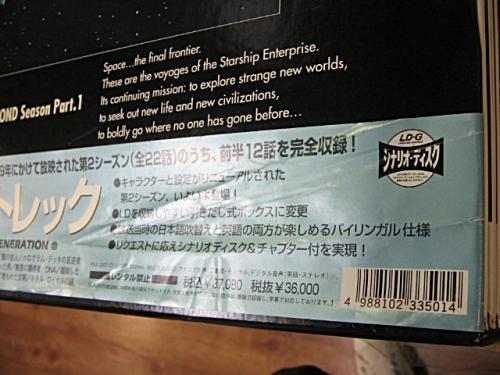 Space...the final frontier.
These are the voyages of the Starship Enterprise.
Its continuing mission: to explore strange new worlds,
to seek out new life and new civilizations,
to boldly go where no one has gone before...
OND Season Part.1
9年にかけて放映された第2シーズン(全22話)のうち、前半12話を完全収録！
トレック
ENERATION
●キャラクターと設定がリニューアルされた
第2シーズン、いよいよ登場！
●LDを収納しやすい引きだし式ボックスに変更
●放送当時の日本語吹替えと英語の両方が楽しめるバイリンガル仕様
●リクエストに応えシナリオディスク&チャプター付を実現！
LD-G
シナリオ・ディスク
レンタル禁止
税込￥37,080 税抜￥36,000
4 988102 335014